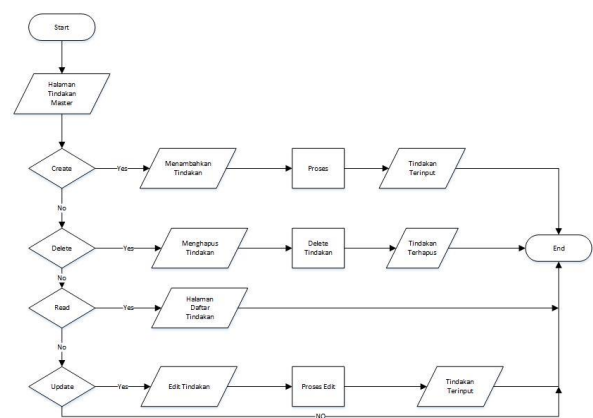 Start
Halaman
Tindakan
Master
Create
Yes
Menambahkan
Tindakan
Proses
Tindakan
Terinput
No
Delete
Yes
Menghapus
Tindakan
Delete
Tindakan
Tindakan
Terhapus
End
No
Read
Yes
Halaman
Daftar
Tindakan
No
Update
Yes
Edit Tindakan
Proses Edit
Tindakan
Terinput
NO